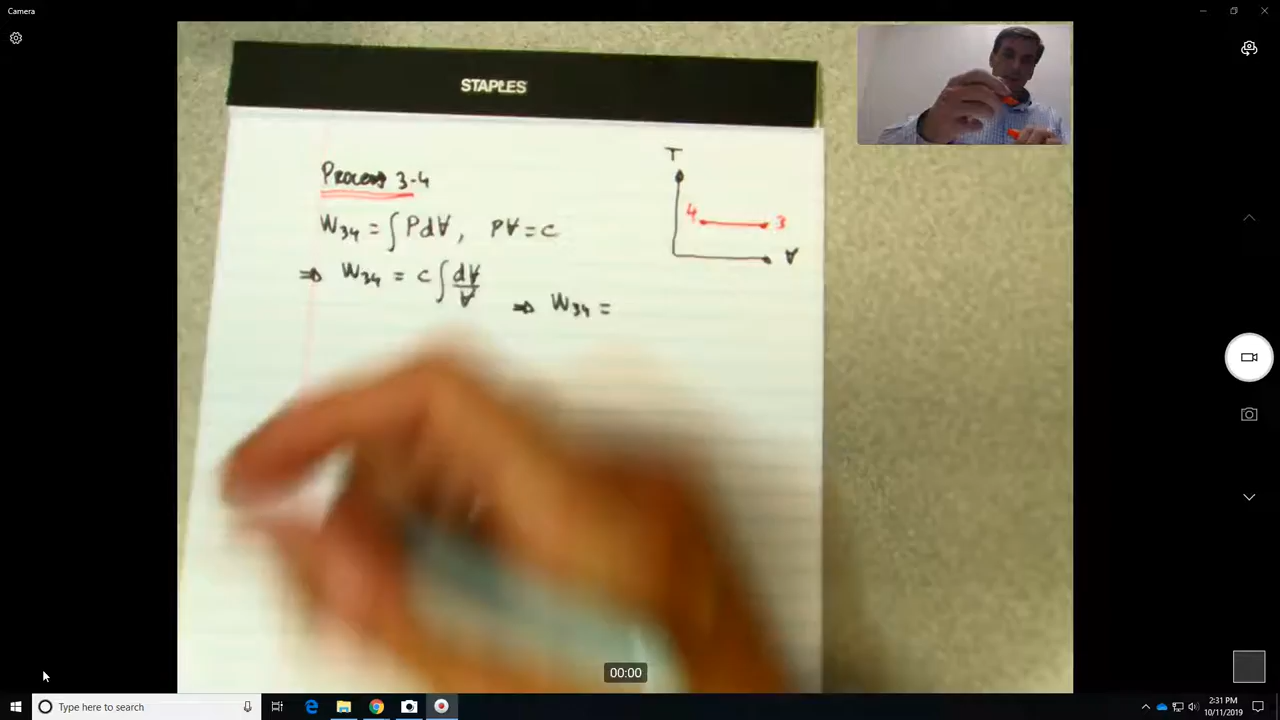 Camera
STAPLES
Process 3-4
W34 = ∫ PdV, PV = c
⇒ W34 = c ∫ dV/V ⇒ W34 =
T
4 3
V
00:00
Type here to search
2:31 PM
10/11/2019